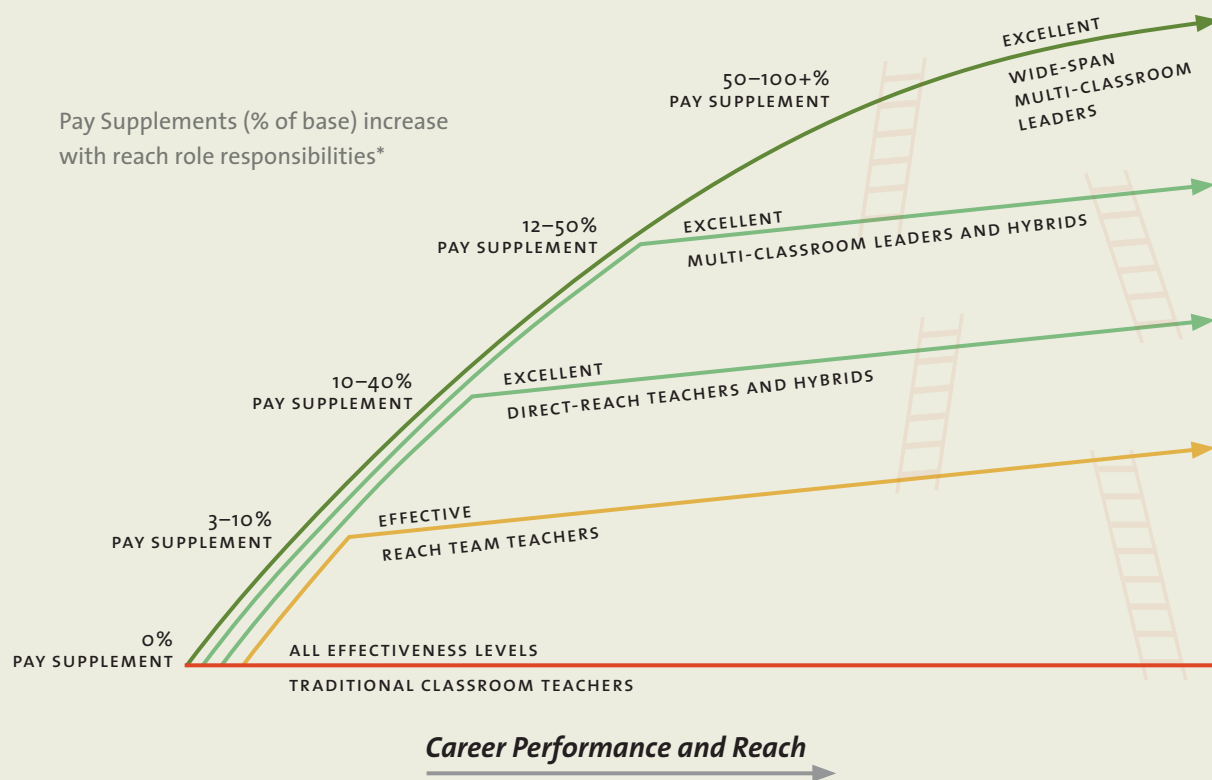 EXCELLENT
WIDE-SPAN
MULTI-CLASSROOM
LEADERS
50–100+%
PAY SUPPLEMENT
Pay Supplements (% of base) increase
with reach role responsibilities*
12–50%
PAY SUPPLEMENT
EXCELLENT
MULTI-CLASSROOM LEADERS AND HYBRIDS
10–40%
PAY SUPPLEMENT
EXCELLENT
DIRECT-REACH TEACHERS AND HYBRIDS
3–10%
PAY SUPPLEMENT
EFFECTIVE
REACH TEAM TEACHERS
0%
PAY SUPPLEMENT
ALL EFFECTIVENESS LEVELS
TRADITIONAL CLASSROOM TEACHERS
Career Performance and Reach